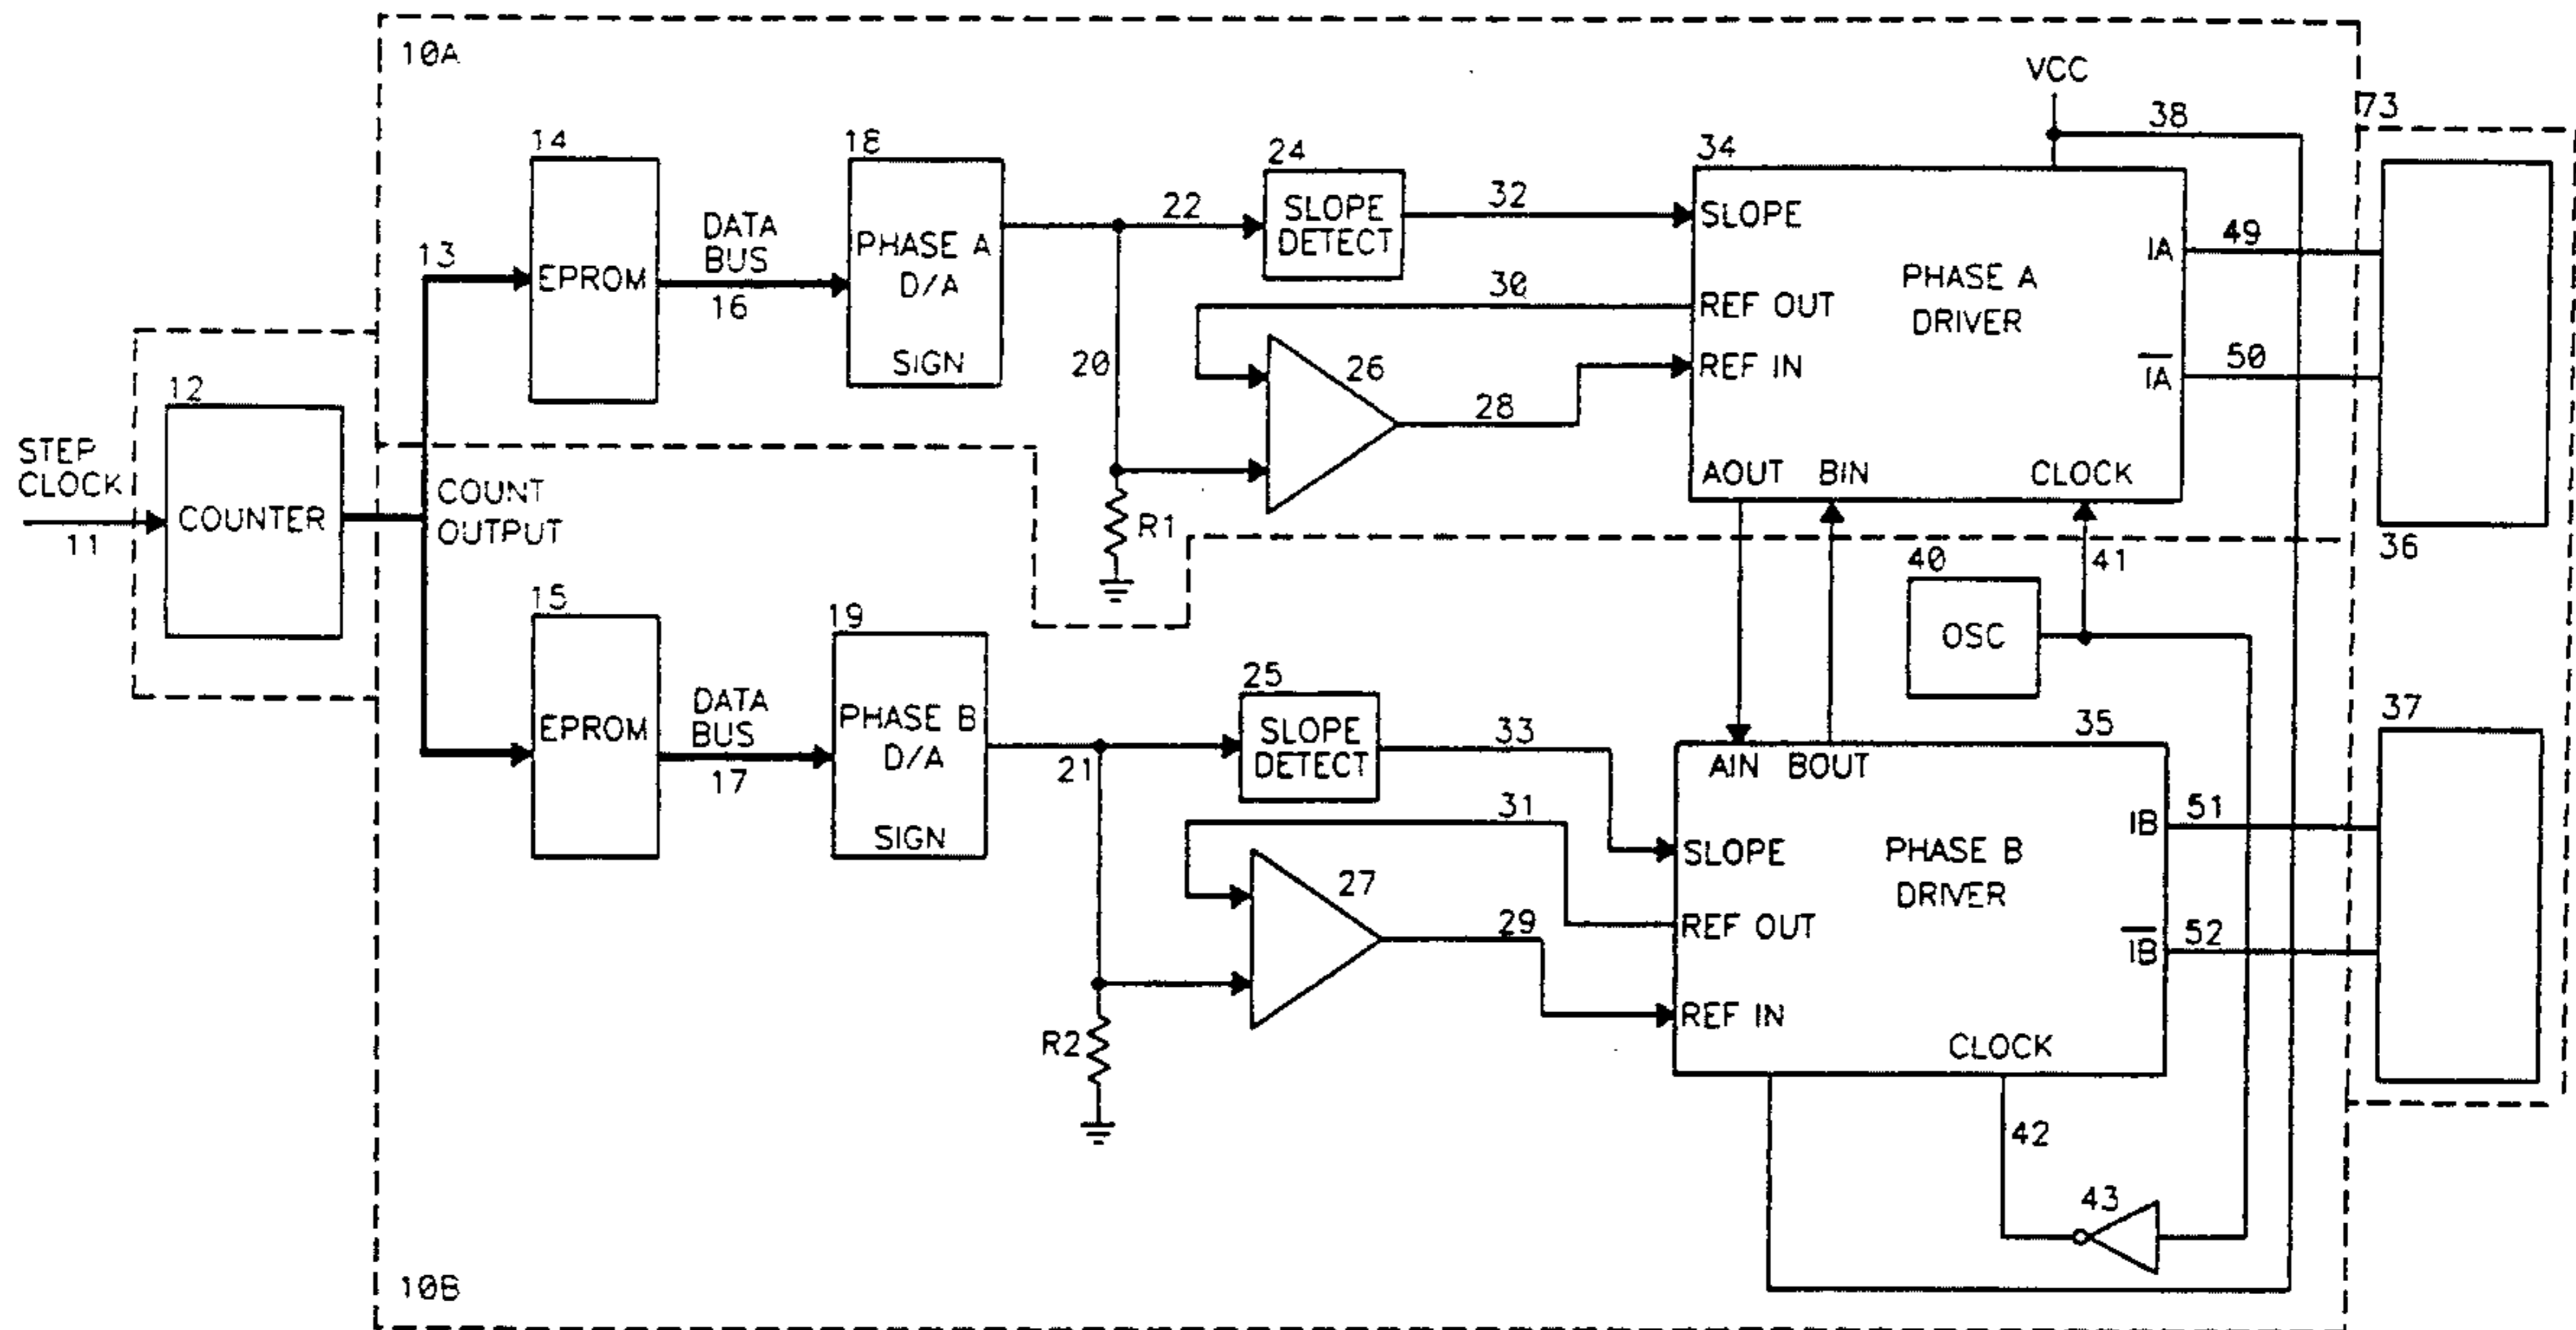 10A
VCC
73
38
14
18
24
34
DATA
BUS
22
SLOPE
DETECT
32
SLOPE
13
EPROM
16
PHASE A
D/A
SIGN
IA
49
PHASE A
DRIVER
30
REF OUT
20
26
REF IN
IA
50
12
28
STEP
CLOCK
COUNT
OUTPUT
AOUT
BIN
CLOCK
COUNTER
11
R1
36
40
41
15
19
OSC
25
37
DATA
BUS
EPROM
PHASE B
D/A
SIGN
17
21
SLOPE
DETECT
33
35
AIN
BOUT
31
IB
51
SLOPE
PHASE B
DRIVER
27
29
REF OUT
IB
52
REF IN
R2
CLOCK
42
43
10B